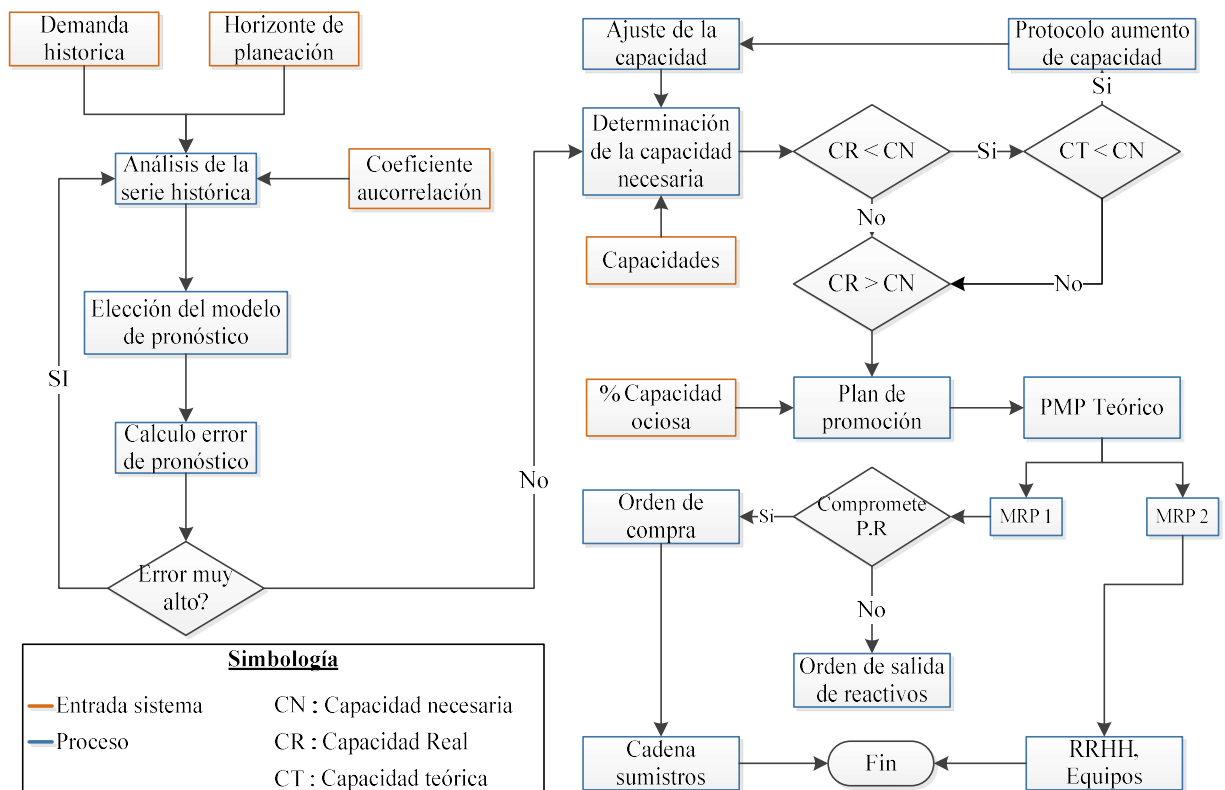 Demanda
historica
Horizonte de
planeación
Análisis de la
serie histórica
Coeficiente
aucorrelación
Elección del modelo
de pronóstico
SI
Calculo error
de pronóstico
Error muy
alto?
No
Ajuste de la
capacidad
Protocolo aumento
de capacidad
Si
Determinación
de la capacidad
necesaria
CR < CN
Si
CT < CN
No
Capacidades
CR > CN
No
% Capacidad
ociosa
Plan de
promoción
PMP Teórico
Orden de
compra
Si
Compromete
P.R
MRP 1
MRP 2
No
Orden de salida
de reactivos
Cadena
sumistros
Fin
RRHH,
Equipos
Simbología
Entrada sistema
CN : Capacidad necesaria
Proceso
CR : Capacidad Real
CT : Capacidad teórica